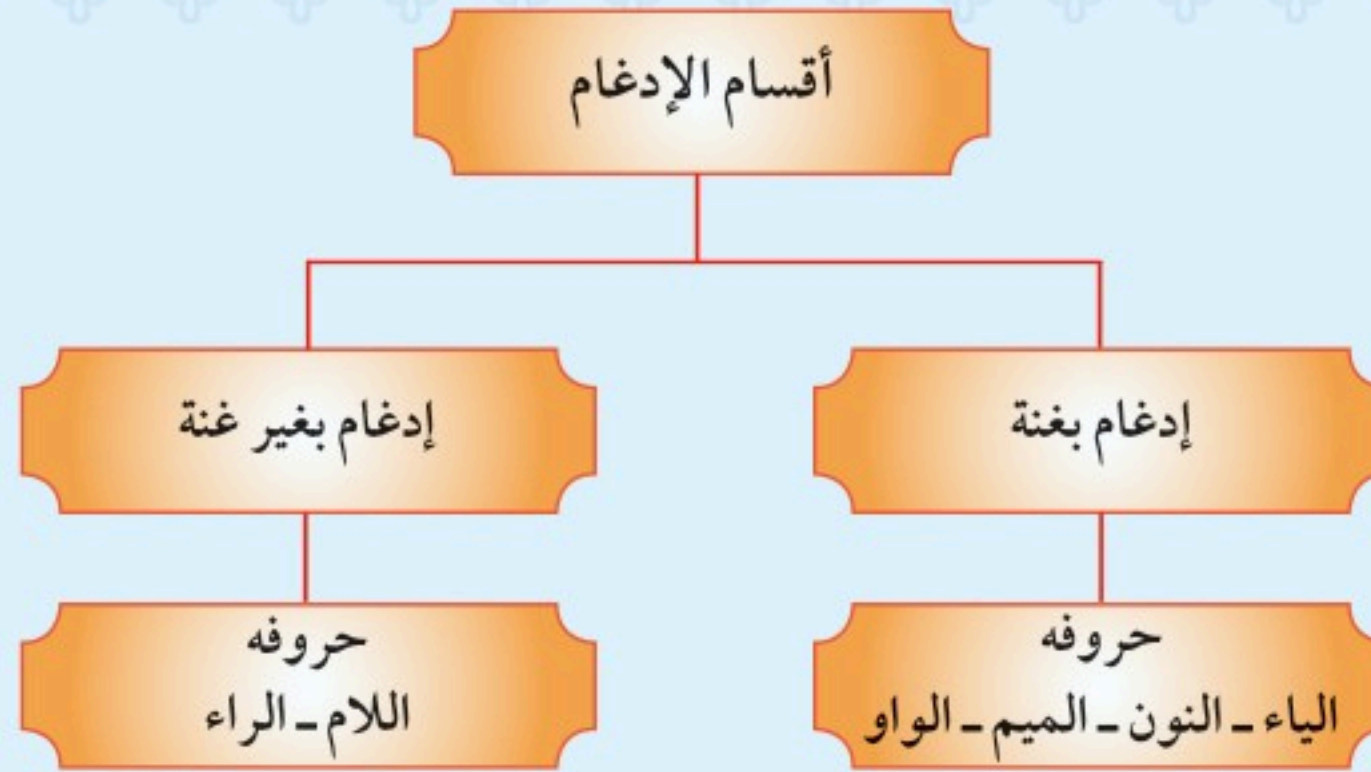 أقسام الإدغام
إدغام بغنة
إدغام بغير غنة
حروفه
الياء ـ النون ـ الميم ـ الواو
حروفه
اللام ـ الراء